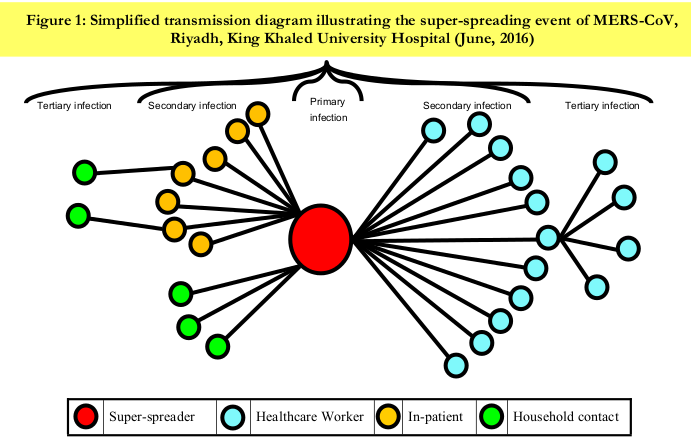 Figure 1: Simplified transmission diagram illustrating the super-spreading event of MERS-CoV,
Riyadh, King Khaled University Hospital (June, 2016)
Tertiary infection
Secondary infection
Primary
infection
Secondary infection
Tertiary infection
Super-spreader
Healthcare Worker
In-patient
Household contact